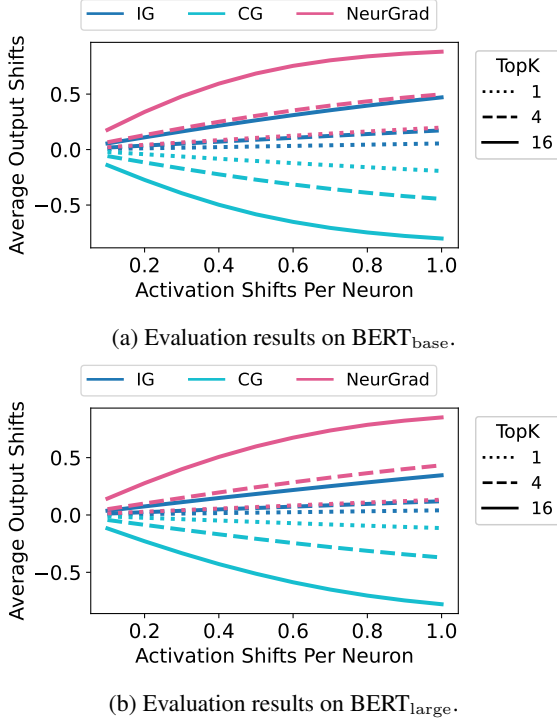 IG CG NeurGrad
Average Output Shifts
0.5
0.0
−0.5
0.2 0.4 0.6 0.8 1.0
Activation Shifts Per Neuron
TopK
1
4
16
(a) Evaluation results on BERTbase.
IG CG NeurGrad
Average Output Shifts
0.5
0.0
−0.5
0.2 0.4 0.6 0.8 1.0
Activation Shifts Per Neuron
TopK
1
4
16
(b) Evaluation results on BERTlarge.